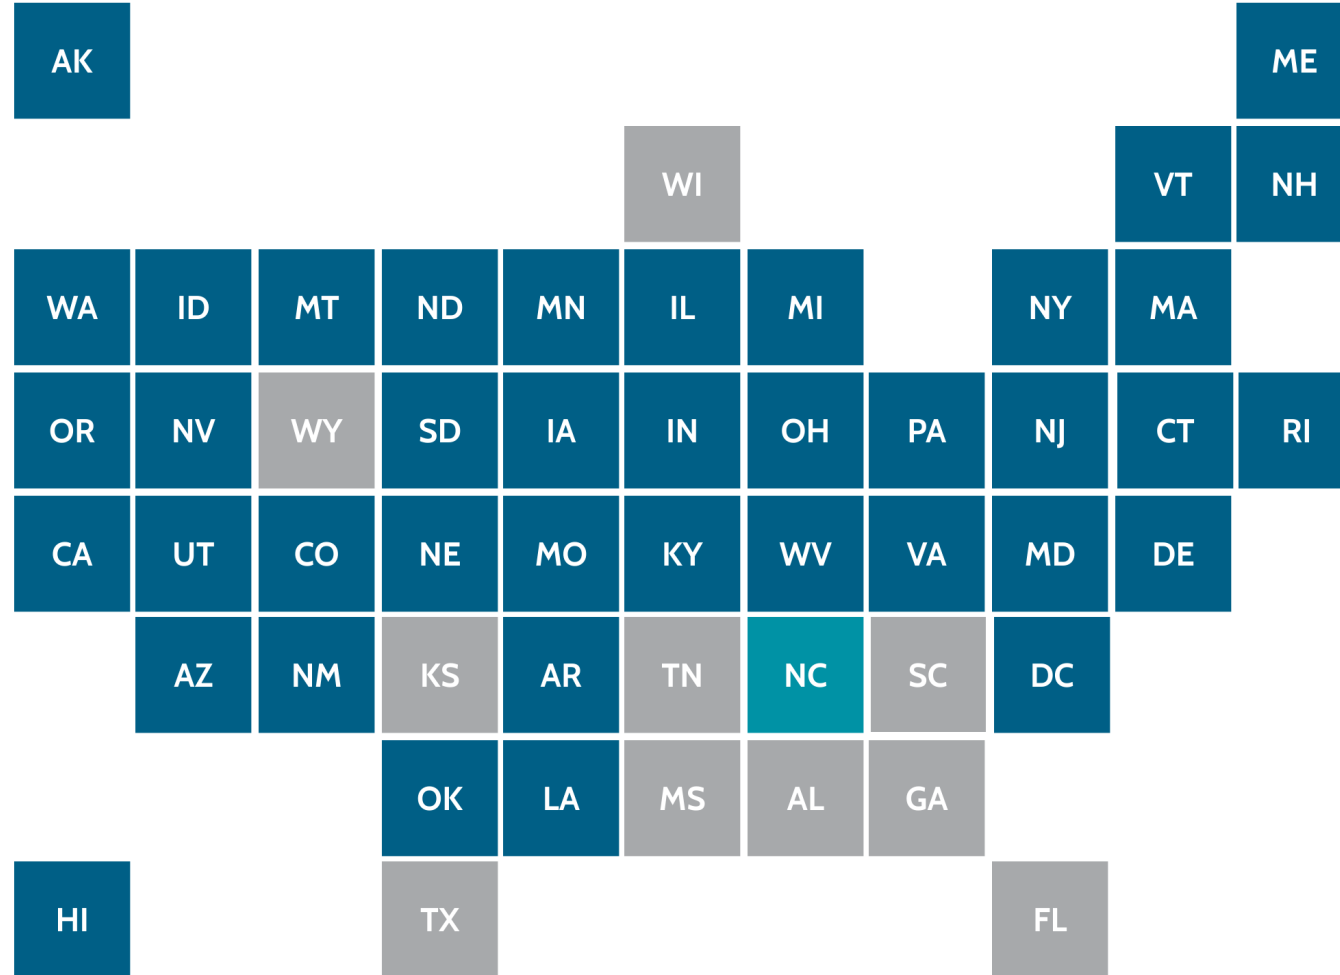 AK ME
WI VT NH
WA ID MT ND MN IL MI NY MA
OR NV WY SD IA IN OH PA NJ CT RI
CA UT CO NE MO KY WV VA MD DE
AZ NM KS AR TN NC SC DC
OK LA MS AL GA
HI TX FL